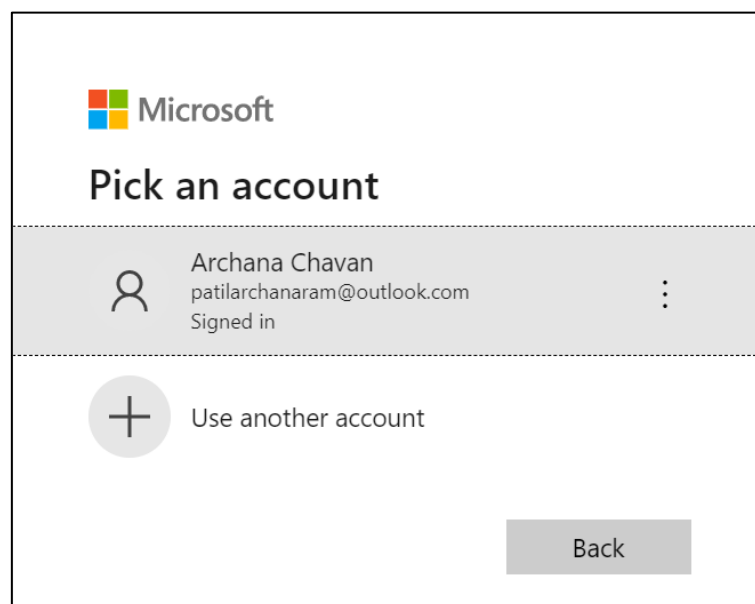 Microsoft
Pick an account
Archana Chavan
patilarchanaram@outlook.com
Signed in
Use another account
Back